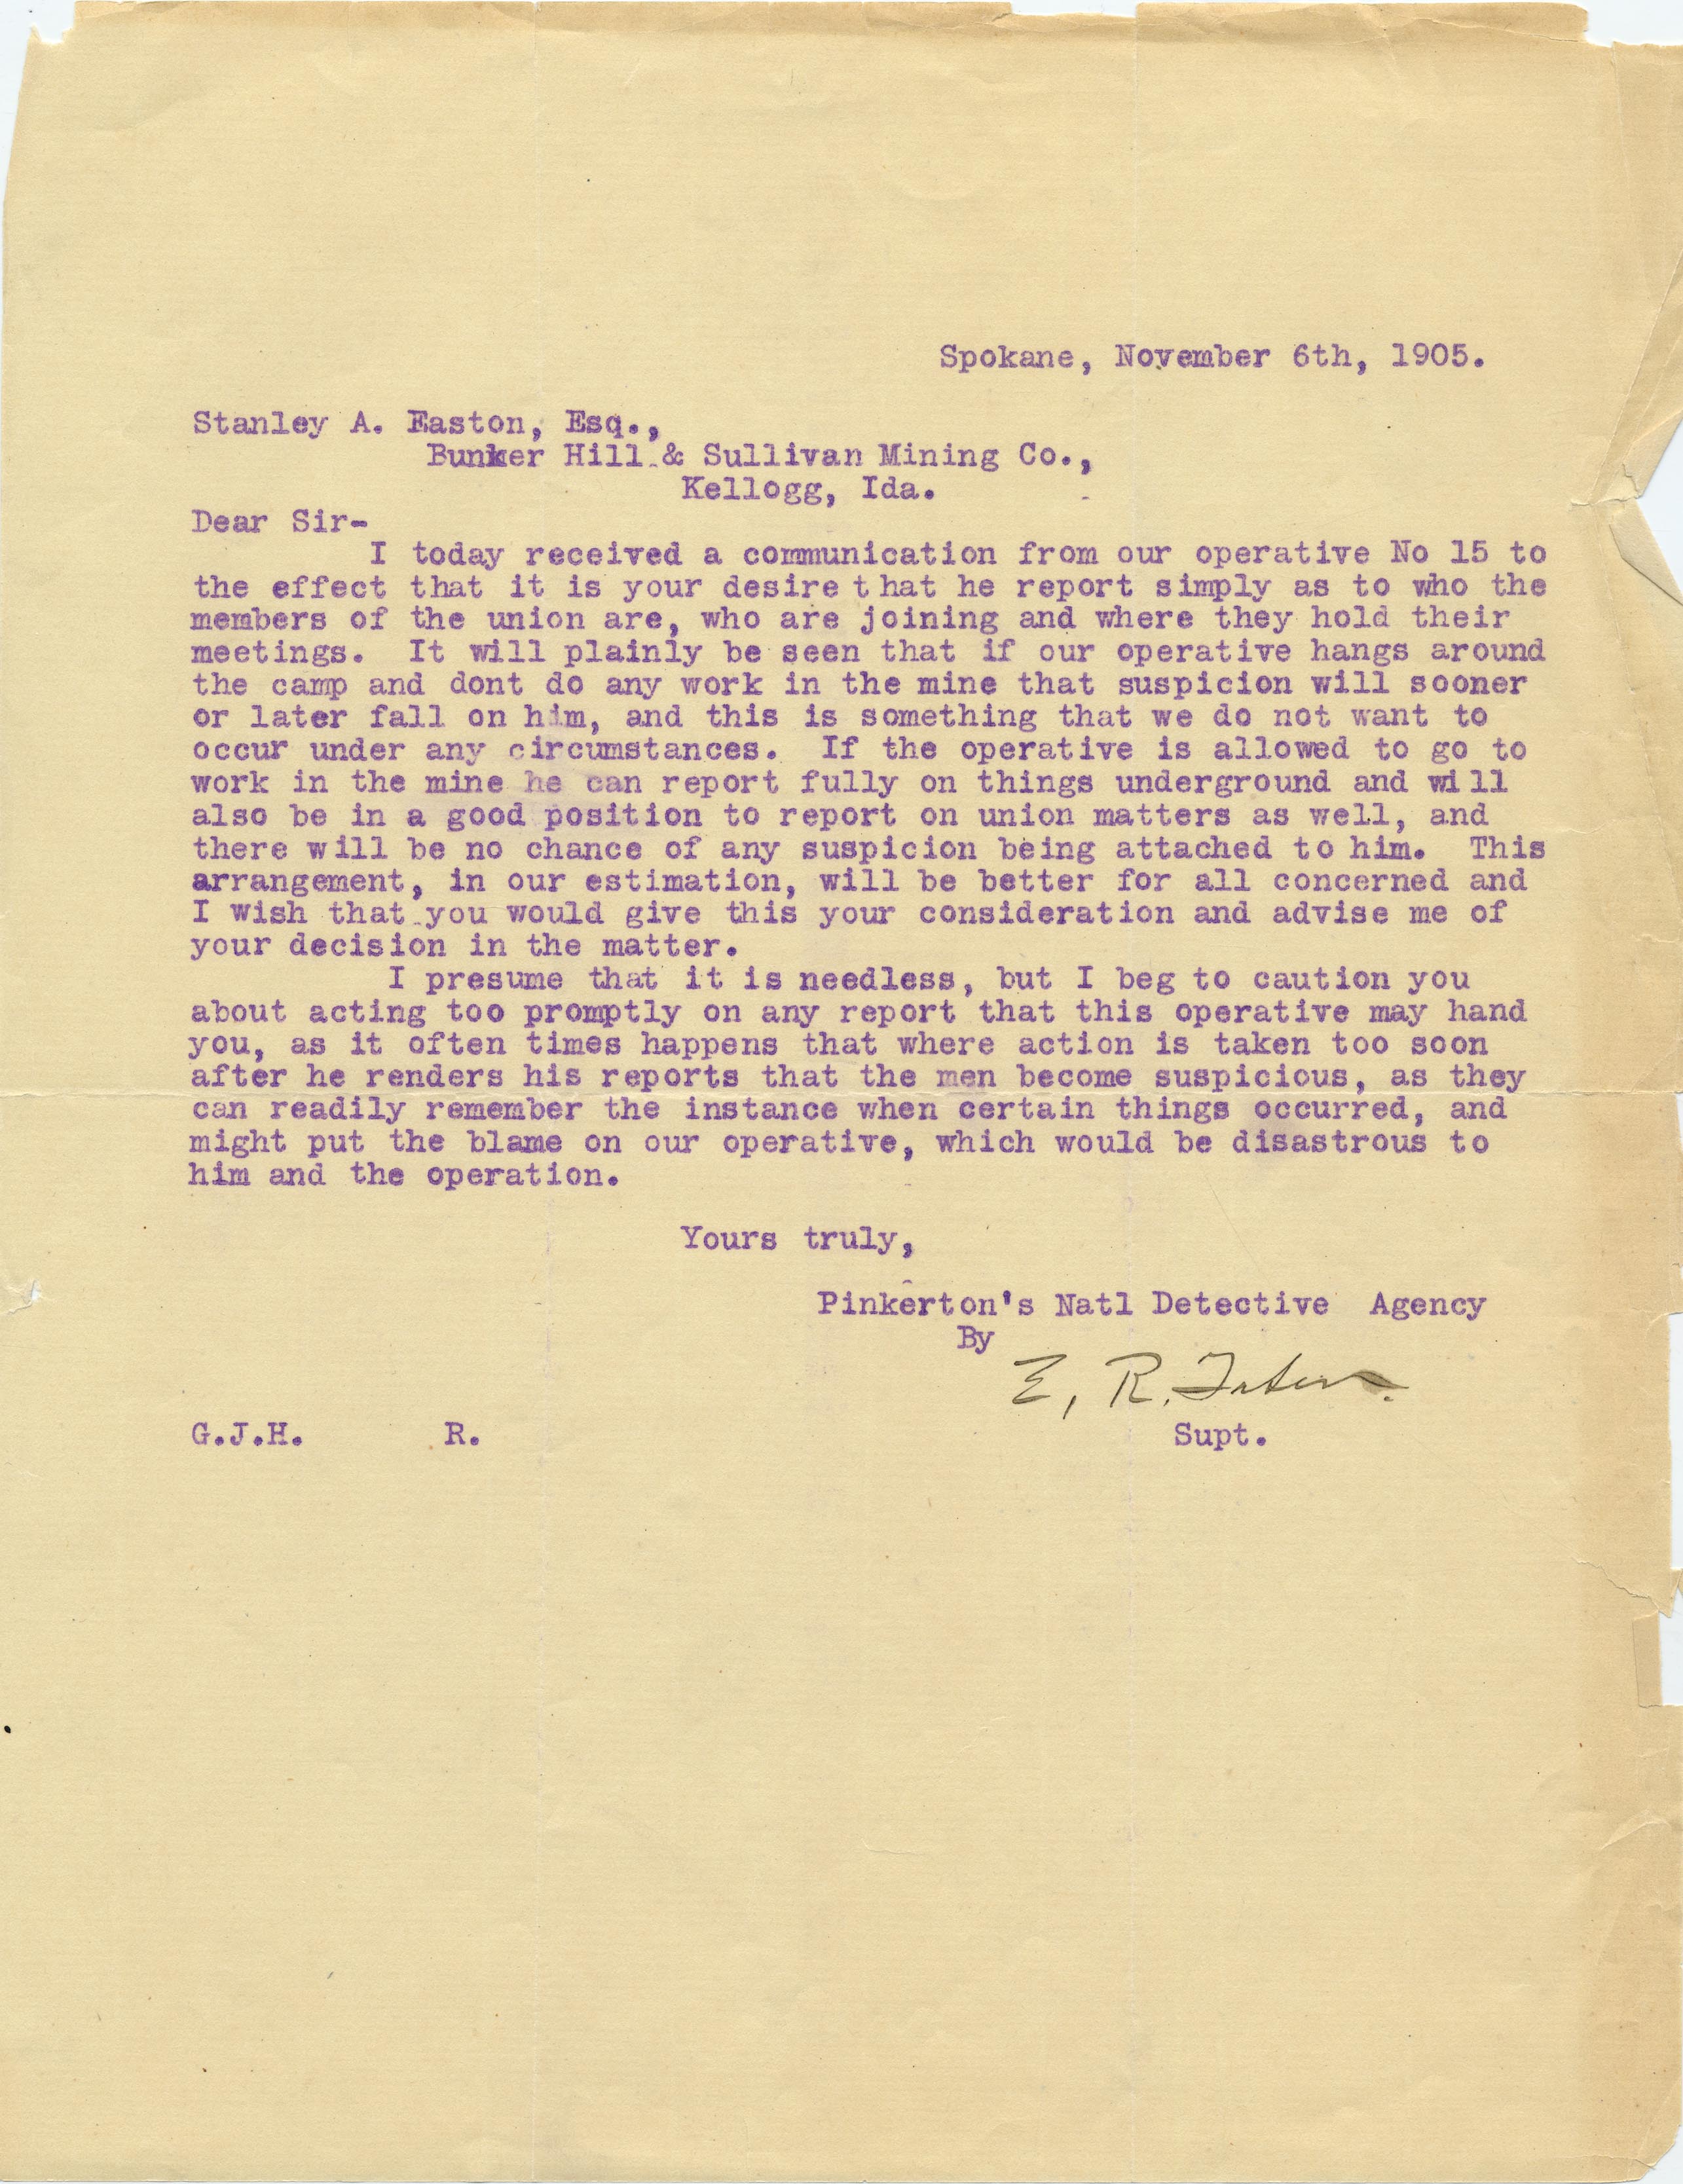 Spokane, November 6th, 1905.
Stanley A. Easton, Esq.,
Bunker Hill & Sullivan Mining Co.,
Kellogg, Ida.
Dear Sir-
I today received a communication from our operative No 15 to
the effect that it is your desire that he report simply as to who the
members of the union are, who are joining and where they hold their
meetings. It will plainly be seen that if our operative hangs around
the camp and dont do any work in the mine that suspicion will sooner
or later fall on him, and this is something that we do not want to
occur under any circumstances. If the operative is allowed to go to
work in the mine he can report fully on things underground and will
also be in a good position to report on union matters as well, and
there will be no chance of any suspicion being attached to him. This
arrangement, in our estimation, will be better for all concerned and
I wish that you would give this your consideration and advise me of
your decision in the matter.
I presume that it is needless, but I beg to caution you
about acting too promptly on any report that this operative may hand
you, as it often times happens that where action is taken too soon
after he renders his reports that the men become suspicious, as they
can readily remember the instance when certain things occurred, and
might put the blame on our operative, which would be disastrous to
him and the operation.
Yours truly,
Pinkerton's Natl Detective Agency
By
E. R.
G.J.H. R. Supt.